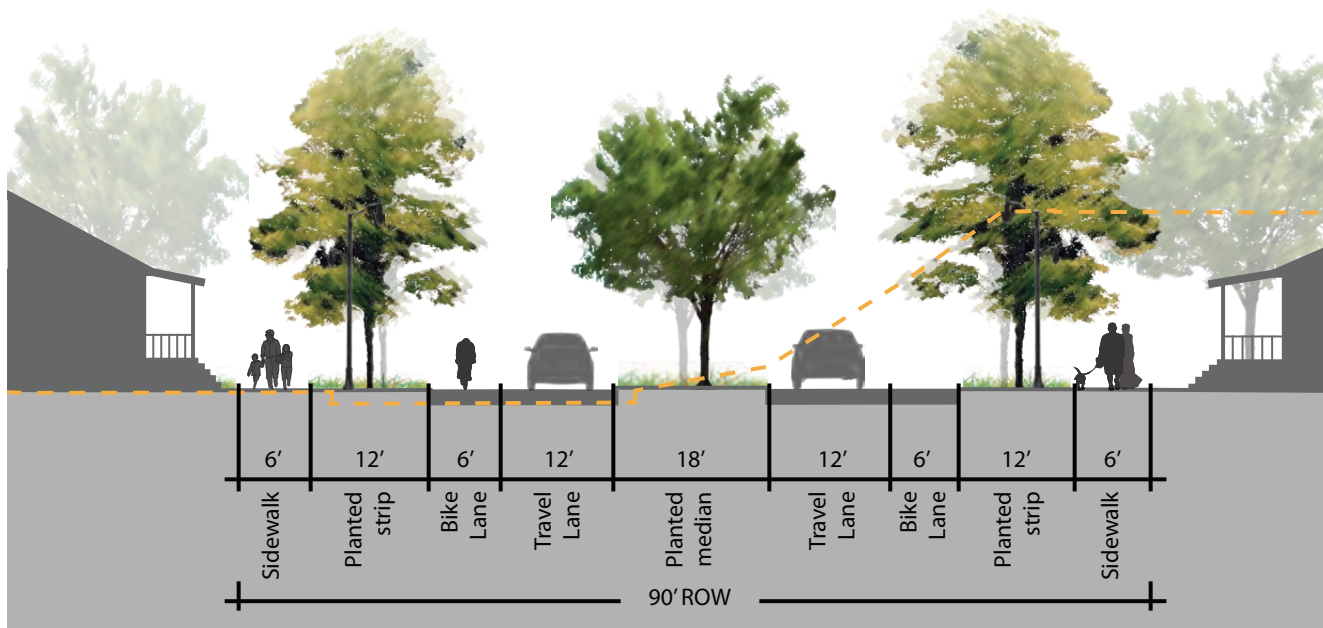 6’ 12’ 6’ 12’ 18’ 12’ 6’ 12’ 6’
Sidewalk
Planted
strip
Bike
Lane
Travel
Lane
Planted
median
Travel
Lane
Bike
Lane
Planted
strip
Sidewalk
90’ ROW